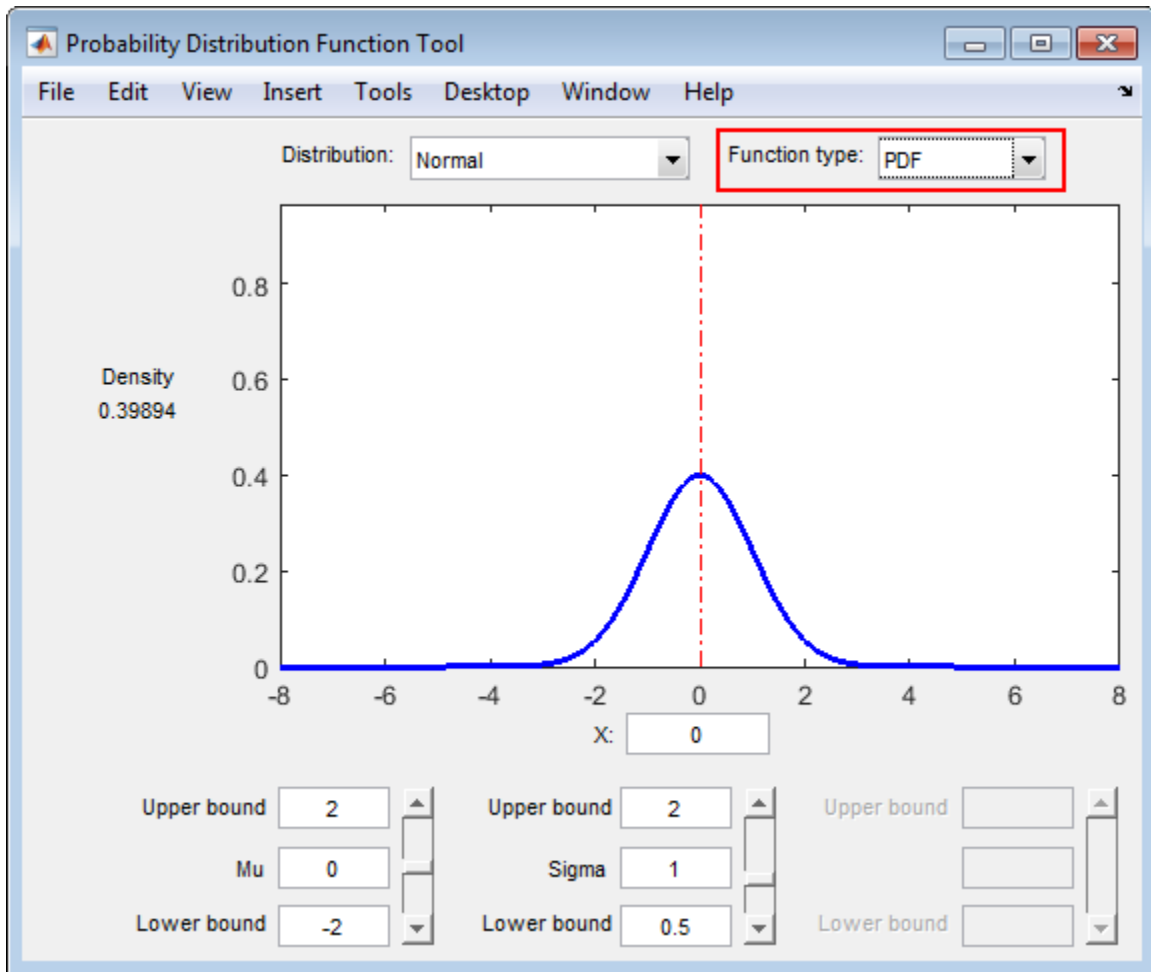 Probability Distribution Function Tool
File Edit View Insert Tools Desktop Window Help
Distribution: Normal Function type: PDF
0.8
Density 0.6
0.39894
0.4
0.2
0
-8 -6 -4 -2 0 2 4 6 8
X: 0
Upper bound 2 Upper bound 2 Upper bound
Mu 0 Sigma 1
Lower bound -2 Lower bound 0.5 Lower bound